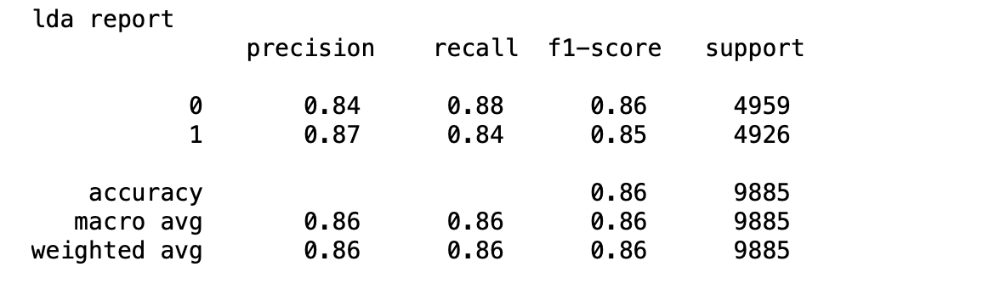 lda report
precision recall f1-score support
0 0.84 0.88 0.86 4959
1 0.87 0.84 0.85 4926
accuracy 0.86 9885
macro avg 0.86 0.86 0.86 9885
weighted avg 0.86 0.86 0.86 9885